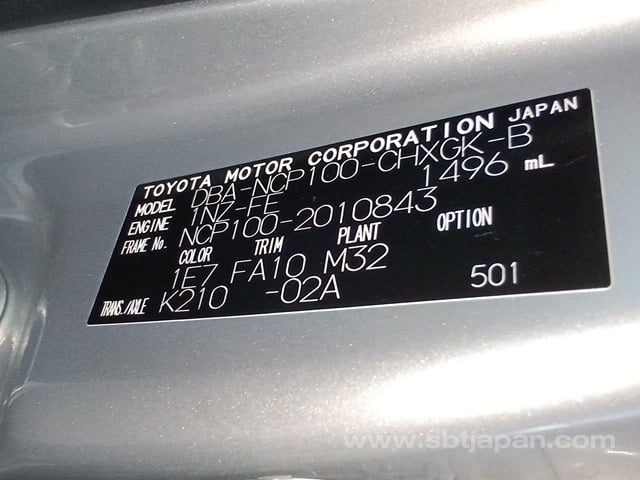 TOYOTA MOTOR CORPORATION JAPAN
MODEL DBA-NCP100-CHXGK-B
ENGINE 1NZ-FE 1496 mL
FRAME No. NCP100-2010843
COLOR TRIM PLANT OPTION
1E7 FA10 M32
TRANS./AXLE K210 -02A 501
www.sbtjapan.com